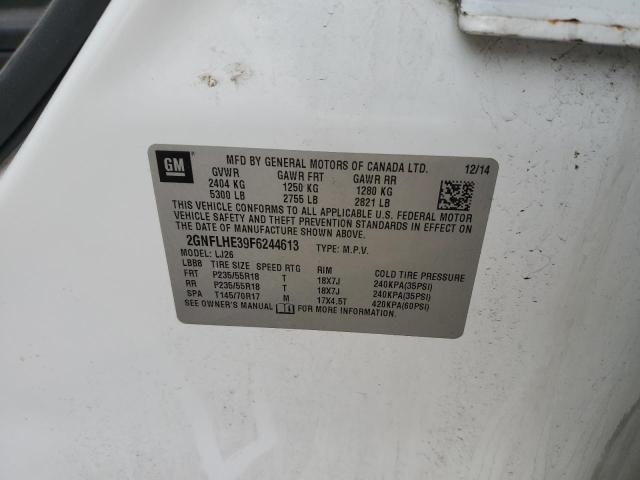 GM
MFD BY GENERAL MOTORS OF CANADA LTD. 12/14
GVWR GAWR FRT GAWR RR
2404 KG 1250 KG 1280 KG
5300 LB 2755 LB 2821 LB
THIS VEHICLE CONFORMS TO ALL APPLICABLE U.S. FEDERAL MOTOR
VEHICLE SAFETY AND THEFT PREVENTION STANDARDS IN EFFECT ON
THE DATE OF MANUFACTURE SHOWN ABOVE.
2GNFLHE39F6244613 TYPE: M.P.V.
MODEL: LJ26
LBBB TIRE SIZE SPEED RTG RIM COLD TIRE PRESSURE
FRT P235/55R18 T 18X7J 240KPA(35PSI)
RR P235/55R18 T 18X7J 240KPA(35PSI)
SPA T145/70R17 M 17X4.5T 420KPA(60PSI)
SEE OWNER'S MANUAL FOR MORE INFORMATION.